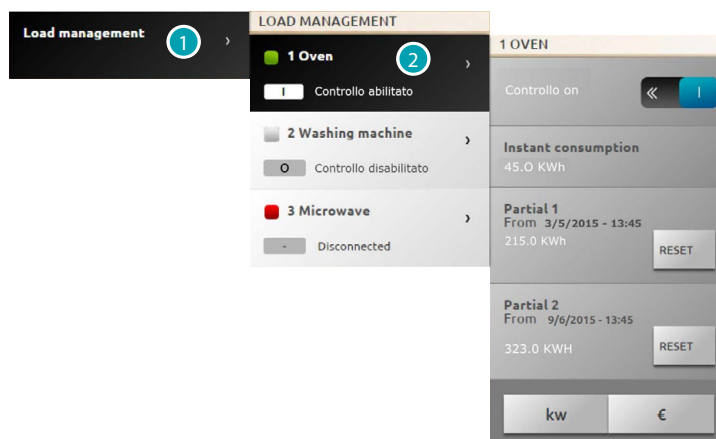 Load management
1
›
LOAD MANAGEMENT
1 Oven
2
›
I
Controllo abilitato
2 Washing machine
›
O
Controllo disabilitato
3 Microwave
›
-
Disconnected
1 OVEN
Controllo on
«
I
Instant consumption
45.O KWh
Partial 1
From 3/5/2015 - 13:45
215.0 KWh
RESET
Partial 2
From 9/6/2015 - 13:45
323.0 KWH
RESET
kw
€